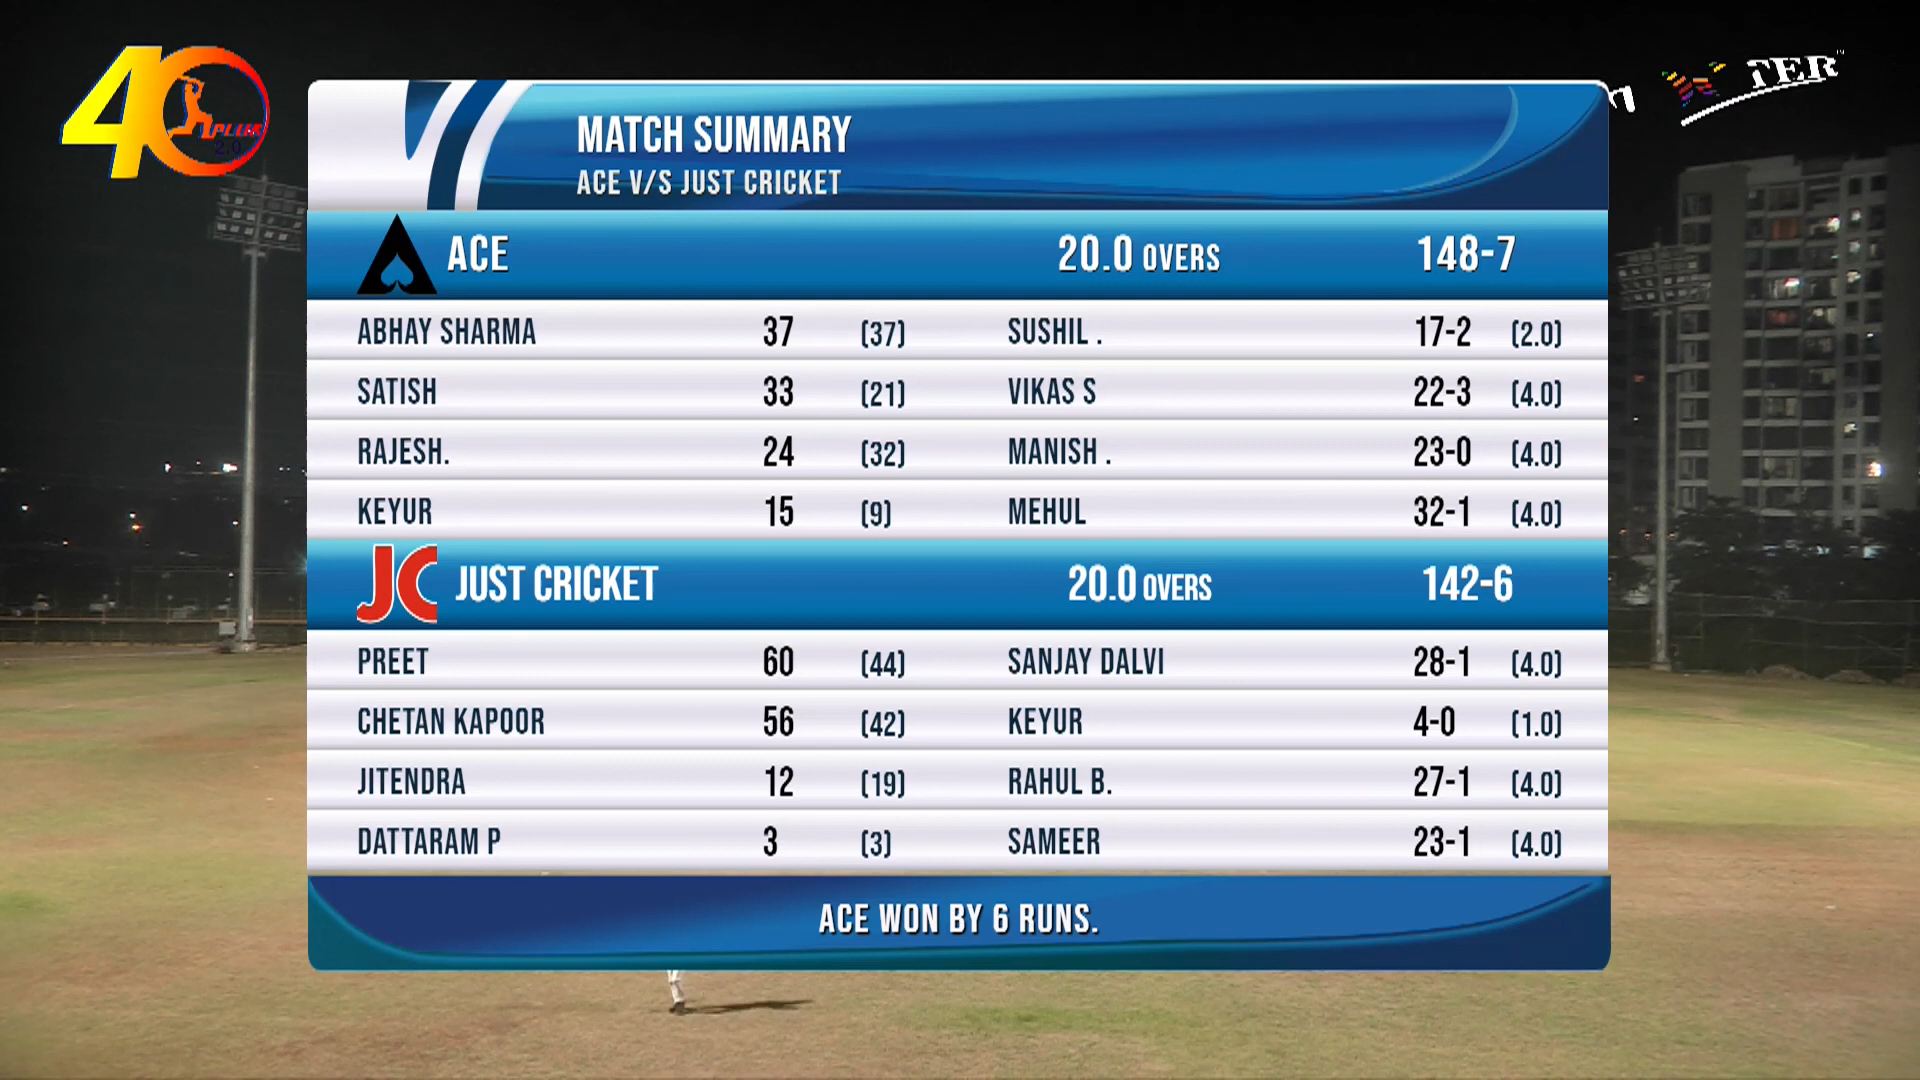 40
PLUS
2.0
TER
MATCH SUMMARY
ACE V/S JUST CRICKET
ACE 20.0 OVERS 148-7
ABHAY SHARMA 37 (37) SUSHIL . 17-2 (2.0)
SATISH 33 (21) VIKAS S 22-3 (4.0)
RAJESH. 24 (32) MANISH . 23-0 (4.0)
KEYUR 15 (9) MEHUL 32-1 (4.0)
JC JUST CRICKET 20.0 OVERS 142-6
PREET 60 (44) SANJAY DALVI 28-1 (4.0)
CHETAN KAPOOR 56 (42) KEYUR 4-0 (1.0)
JITENDRA 12 (19) RAHUL B. 27-1 (4.0)
DATTARAM P 3 (3) SAMEER 23-1 (4.0)
ACE WON BY 6 RUNS.